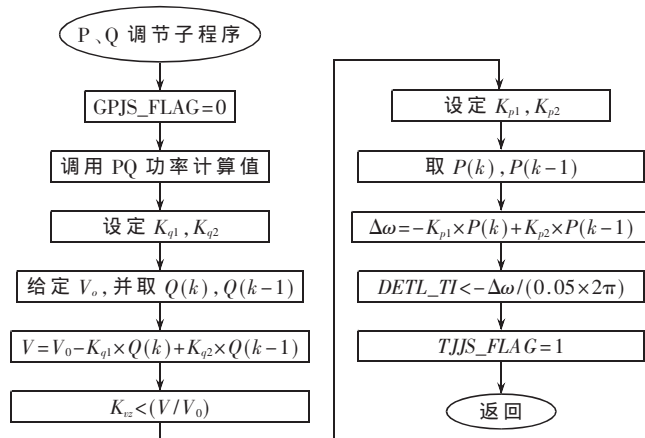 P、Q 调节子程序
GPJS_FLAG=0
调用 PQ 功率计算值
设定 K_{q1},K_{q2}
给定 V_o,并取 Q(k),Q(k-1)
V=V_0-K_{q1}×Q(k)+K_{q2}×Q(k-1)
K_{vz}<(V/V_0)
设定 K_{p1},K_{p2}
取 P(k),P(k-1)
Δω=-K_{p1}×P(k)+K_{p2}×P(k-1)
DETL_TI<-Δω/(0.05×2π)
TJJS_FLAG=1
返回